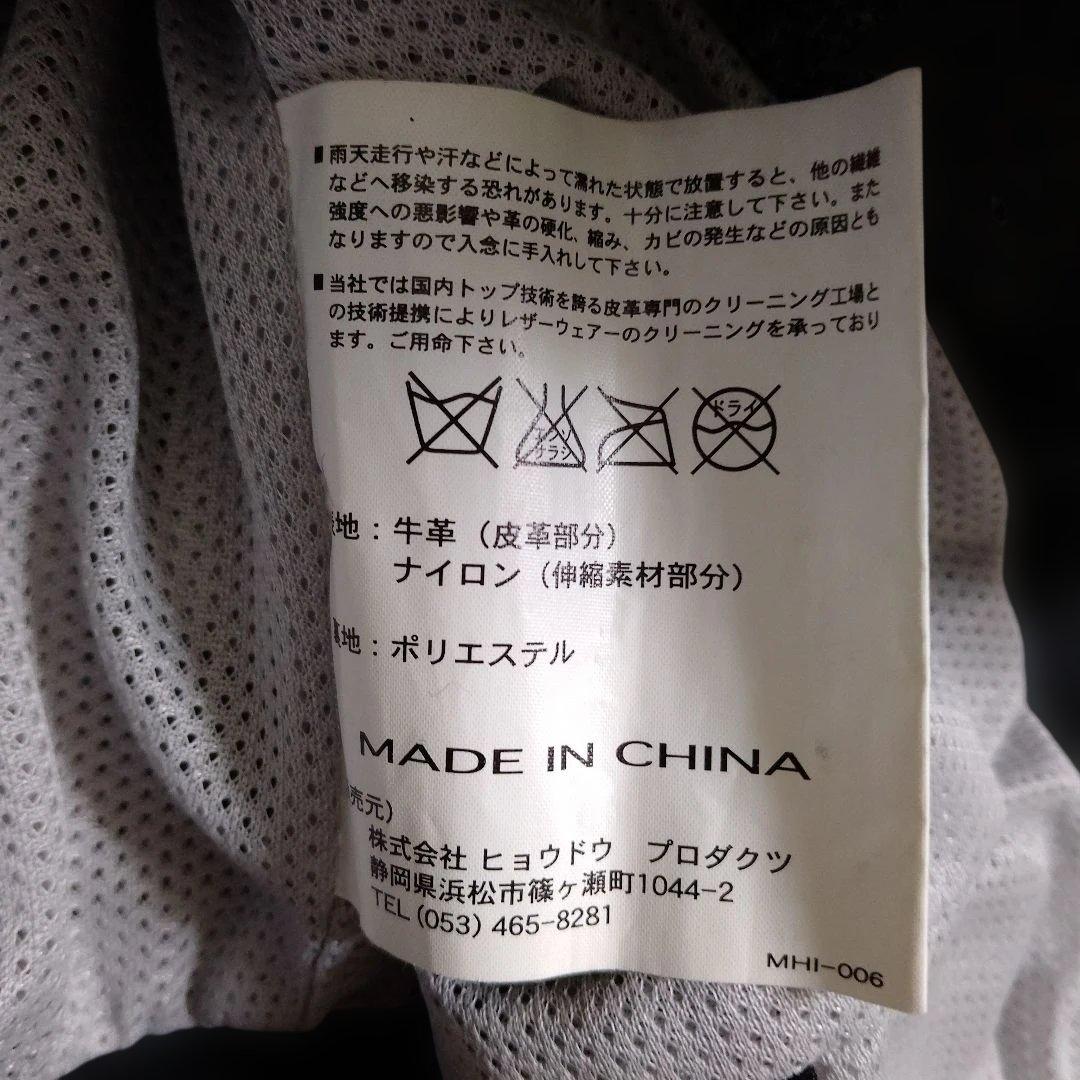 ■雨天走行や汗などによって濡れた状態で放置すると、他の繊維
などへ移染する恐れがあります。十分に注意して下さい。また
強度への悪影響や革の硬化、縮み、カビの発生などの原因とも
なりますので入念に手入れして下さい。
■当社では国内トップ技術を誇る皮革専門のクリーニング工場と
の技術提携によりレザーウェアーのクリーニングを承っており
ます。ご用命下さい。
エンソ
サラシ
ドライ
表地：牛革（皮革部分）
ナイロン（伸縮素材部分）
裏地：ポリエステル
MADE IN CHINA
売元）
株式会社 ヒョウドウ プロダクツ
静岡県浜松市篠ヶ瀬町1044-2
TEL (053) 465-8281
MHI-006